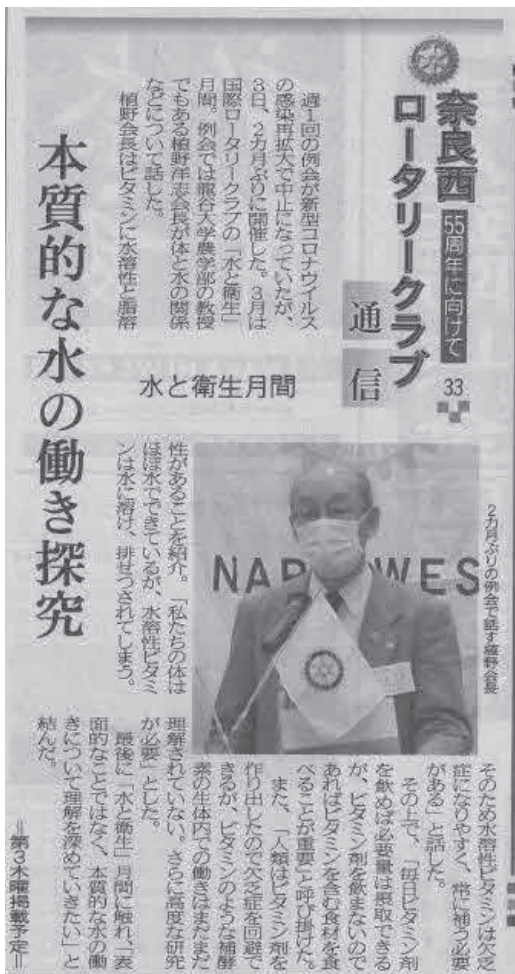 奈良西
ロータリークラブ
55周年に向けて
通信
33
水と衛生月間
本質的な水の働き探究
週1回の例会が新型コロナウイルス
の感染再拡大で中止になっていたが、
3日、2カ月ぶりに開催した。3月は
国際ロータリークラブの「水と衛生」
月間。例会では龍谷大学農学部の教授
でもある植野洋志会長が体と水の関係
などについて話した。
植野会長はビタミンに水溶性と脂溶
性があることを紹介。「私たちの体は
ほぼ水でできているが、水溶性ビタミ
ンは水に溶け、排せつされてしまう。
そのため水溶性ビタミンは欠乏
症になりやすく、常に補う必要
がある」と話した。
その上で、「毎日ビタミン剤
を飲めば必要量は摂取できる
が、ビタミン剤を飲まないので
あればビタミンを含む食材を食
べることが重要」と呼び掛けた。
また、「人類はビタミン剤を
作り出したので欠乏症を回避で
きるが、ビタミンのような補酵
素の生体内での働きはまだまだ
理解されていない。さらに高度な研究
が必要」とした。
最後に「水と衛生」月間に触れ、「表
面的なことではなく、本質的な水の働
きについて理解を深めていきたい」と
結んだ。
＝第3木曜掲載予定＝
2カ月ぶりの例会で話す植野会長
NAR WES